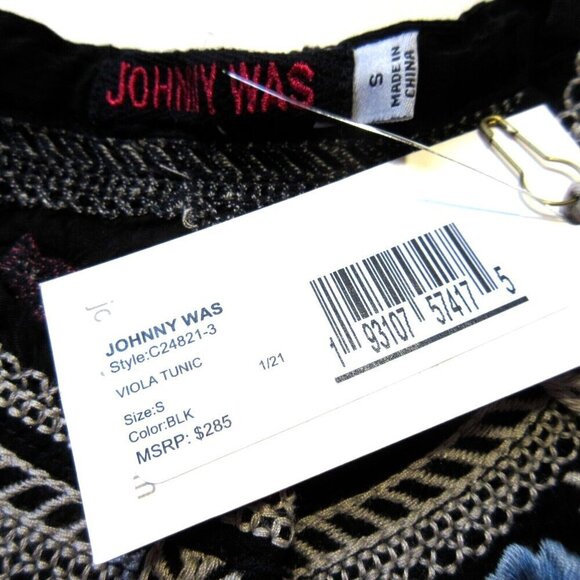 JOHNNY WAS
S
MADE IN
CHINA
JOHNNY WAS
Style:C24821-3
VIOLA TUNIC 1/21
Size:S
Color:BLK
MSRP: $285
1 93107 57417 5
jc